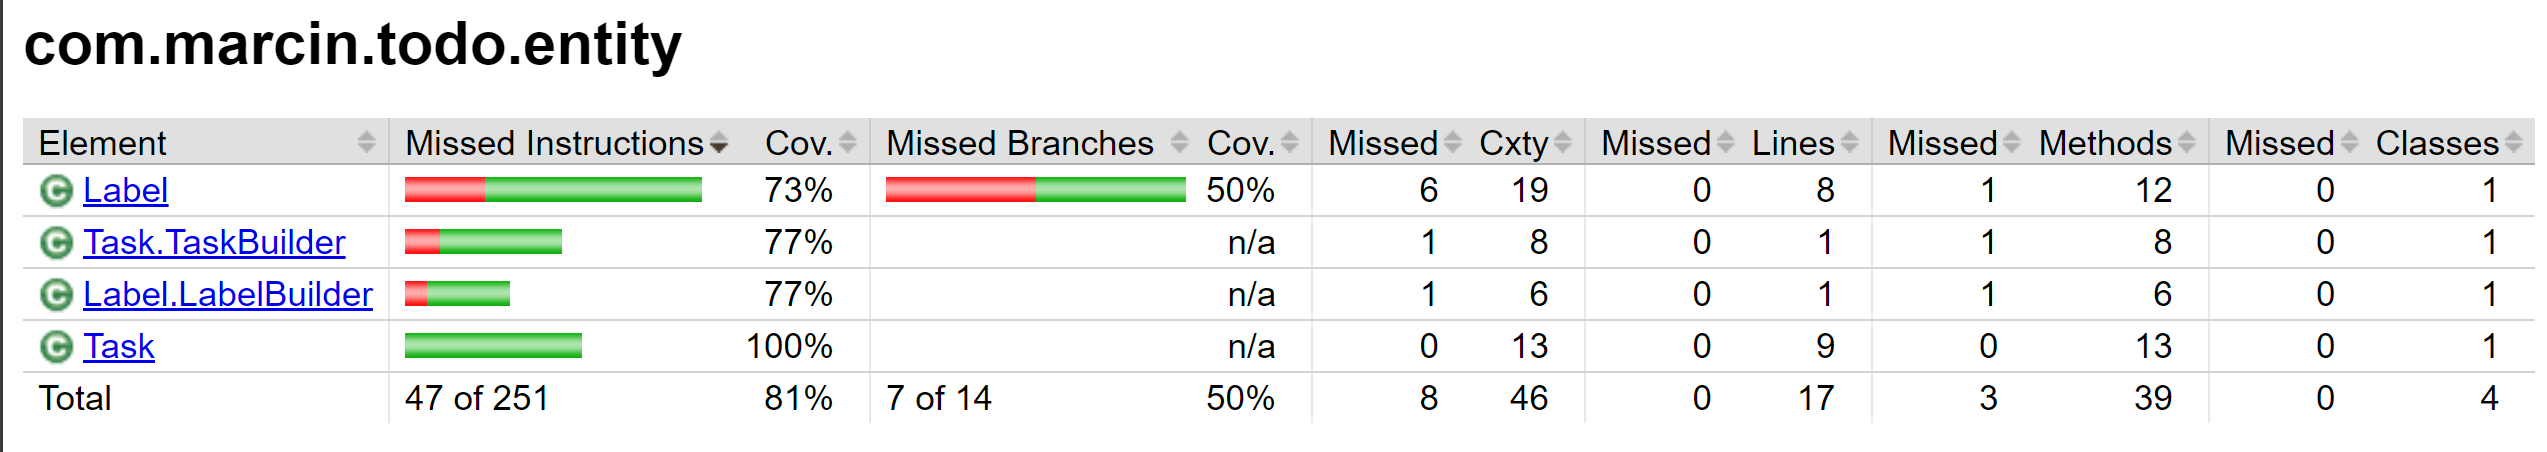 com.marcin.todo.entity
Element Missed Instructions Cov. Missed Branches Cov. Missed Cxty Missed Lines Missed Methods Missed Classes
C Label 73% 50% 6 19 0 8 1 12 0 1
C Task.TaskBuilder 77% n/a 1 8 0 1 1 8 0 1
C Label.LabelBuilder 77% n/a 1 6 0 1 1 6 0 1
C Task 100% n/a 0 13 0 9 0 13 0 1
Total 47 of 251 81% 7 of 14 50% 8 46 0 17 3 39 0 4